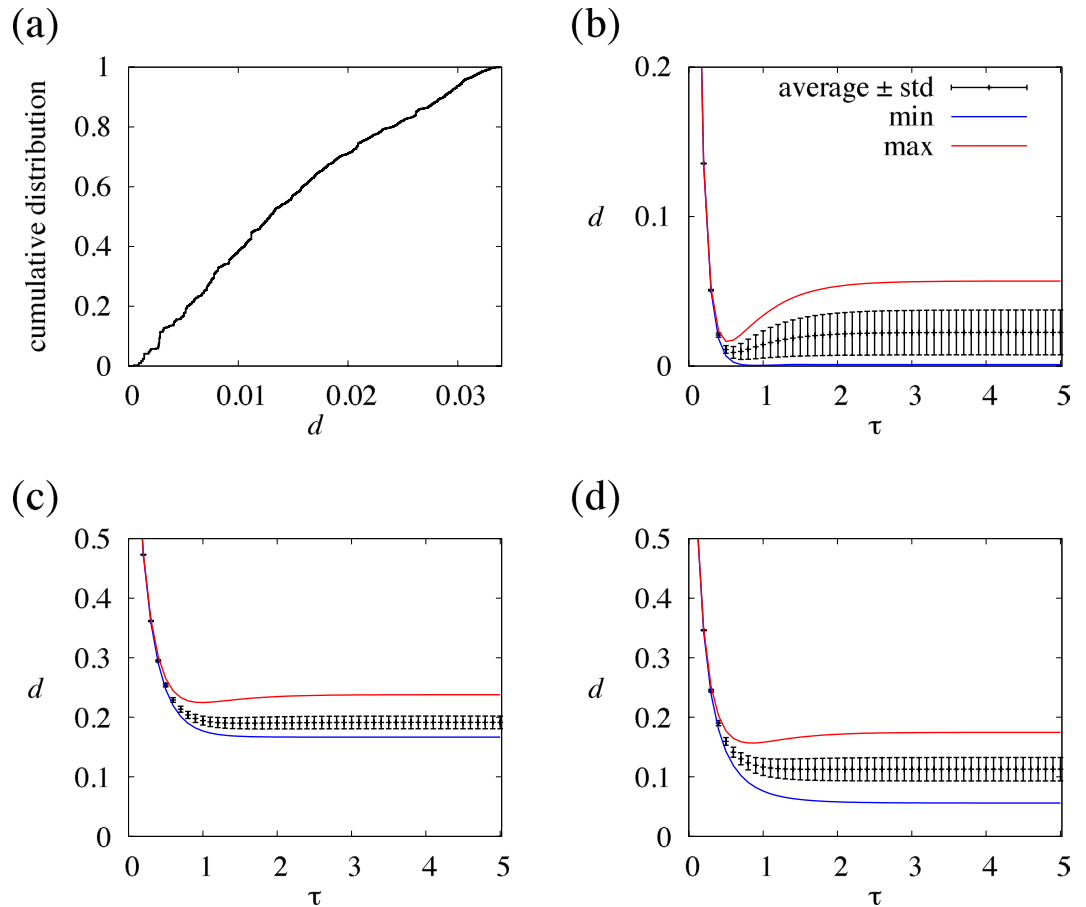 (a)
cumulative distribution
1
0.8
0.6
0.4
0.2
0
0 0.01 0.02 0.03
d
(b)
average ± std
min
max
0.2
d 0.1
0
0 1 2 3 4 5
τ
(c)
0.5
0.4
0.3
d
0.2
0.1
0
0 1 2 3 4 5
τ
(d)
0.5
0.4
0.3
d
0.2
0.1
0
0 1 2 3 4 5
τ